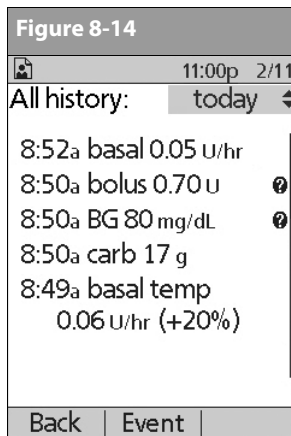 Figure 8-14
11:00p 2/11
All history: today
8:52a basal 0.05 U/hr
8:50a bolus 0.70 U ?
8:50a BG 80 mg/dL ?
8:50a carb 17 g
8:49a basal temp
0.06 U/hr (+20%)
Back Event